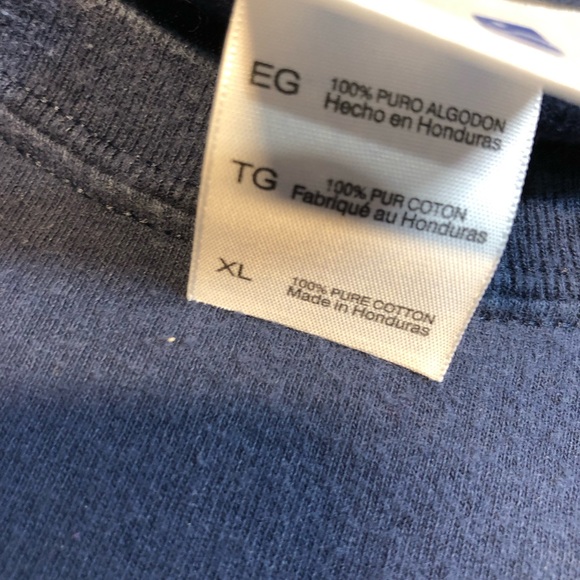 EG 100% PURO ALGODON
Hecho en Honduras
TG 100% PUR COTON
Fabriqué au Honduras
XL 100% PURE COTTON
Made in Honduras